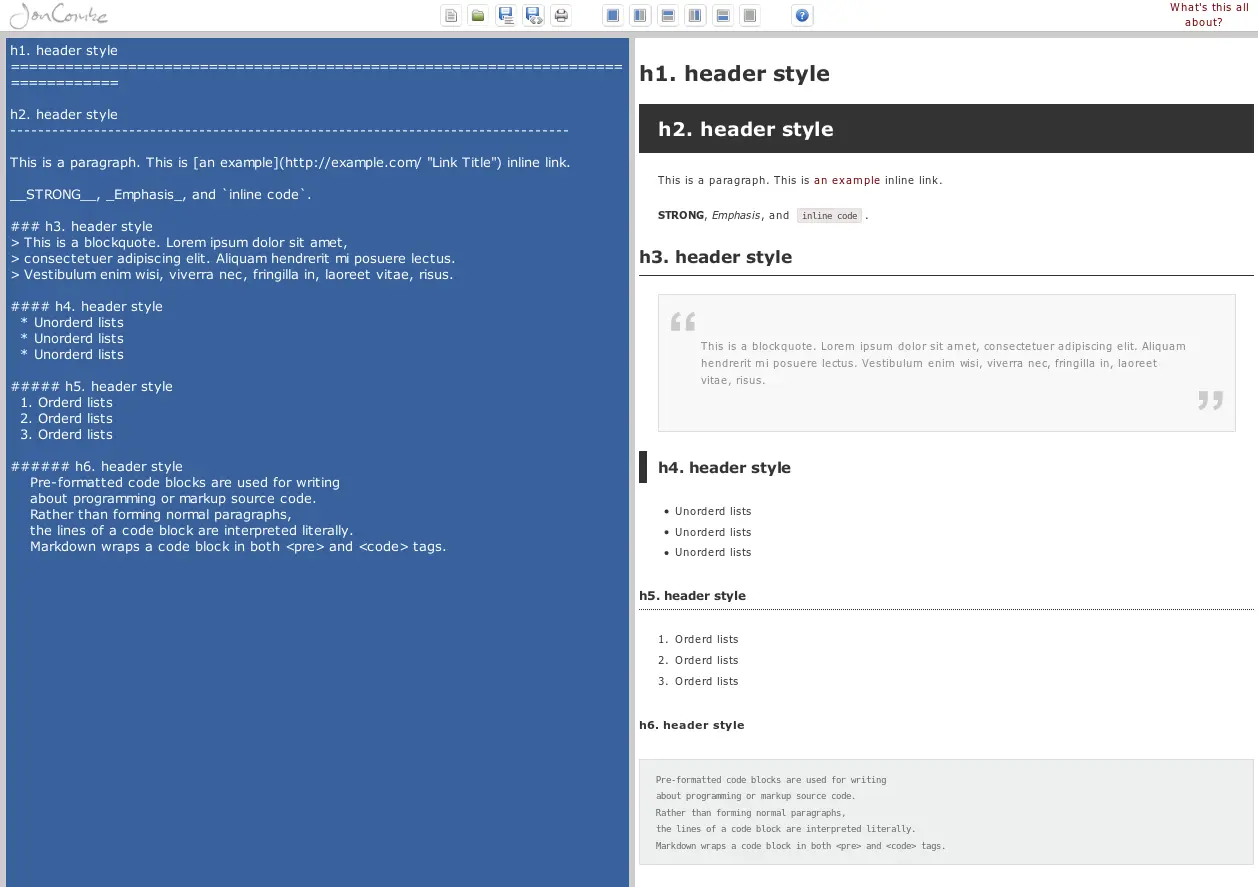 JonCombe
What's this all
about?
h1. header style
====================================================================
============

h2. header style
--------------------------------------------------------------------------------

This is a paragraph. This is [an example](http://example.com/ "Link Title") inline link.

__STRONG__, _Emphasis_, and `inline code`.

### h3. header style
> This is a blockquote. Lorem ipsum dolor sit amet,
> consectetuer adipiscing elit. Aliquam hendrerit mi posuere lectus.
> Vestibulum enim wisi, viverra nec, fringilla in, laoreet vitae, risus.

#### h4. header style
  * Unorderd lists
  * Unorderd lists
  * Unorderd lists

##### h5. header style
  1. Orderd lists
  2. Orderd lists
  3. Orderd lists

###### h6. header style
    Pre-formatted code blocks are used for writing
    about programming or markup source code.
    Rather than forming normal paragraphs,
    the lines of a code block are interpreted literally.
    Markdown wraps a code block in both <pre> and <code> tags.

h1. header style
h2. header style
This is a paragraph. This is an example inline link.
STRONG, Emphasis, and inline code .
h3. header style
“
This is a blockquote. Lorem ipsum dolor sit amet, consectetuer adipiscing elit. Aliquam
hendrerit mi posuere lectus. Vestibulum enim wisi, viverra nec, fringilla in, laoreet
vitae, risus.
”
h4. header style
• Unorderd lists
• Unorderd lists
• Unorderd lists
h5. header style
1. Orderd lists
2. Orderd lists
3. Orderd lists
h6. header style
Pre-formatted code blocks are used for writing
about programming or markup source code.
Rather than forming normal paragraphs,
the lines of a code block are interpreted literally.
Markdown wraps a code block in both <pre> and <code> tags.